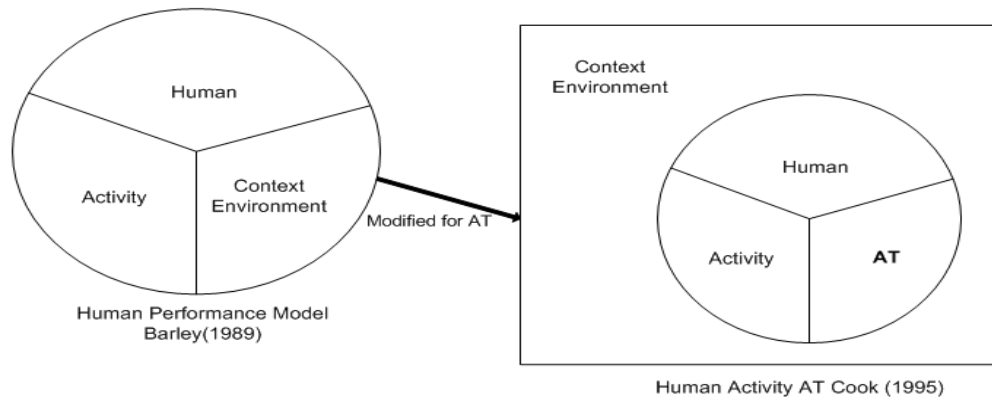 Human
Activity
Context
Environment
Human Performance Model
Barley(1989)
Modified for AT
Context
Environment
Human
Activity
AT
Human Activity AT Cook (1995)